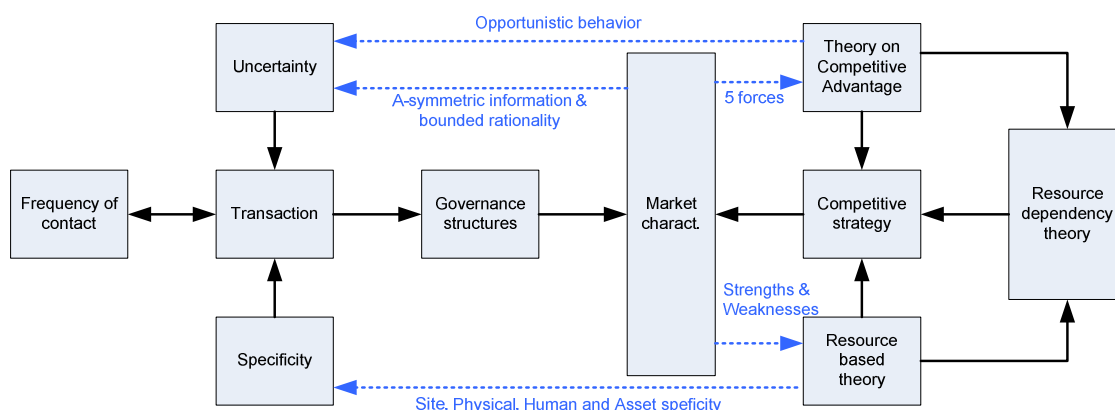 Opportunistic behavior
Uncertainty
Theory on
Competitive
Advantage
A-symmetric information &
bounded rationality
5 forces
Frequency of
contact
Transaction
Governance
structures
Market
charact.
Competitive
strategy
Resource
dependency
theory
Strengths &
Weaknesses
Specificity
Resource
based
theory
Site, Physical, Human and Asset speficity